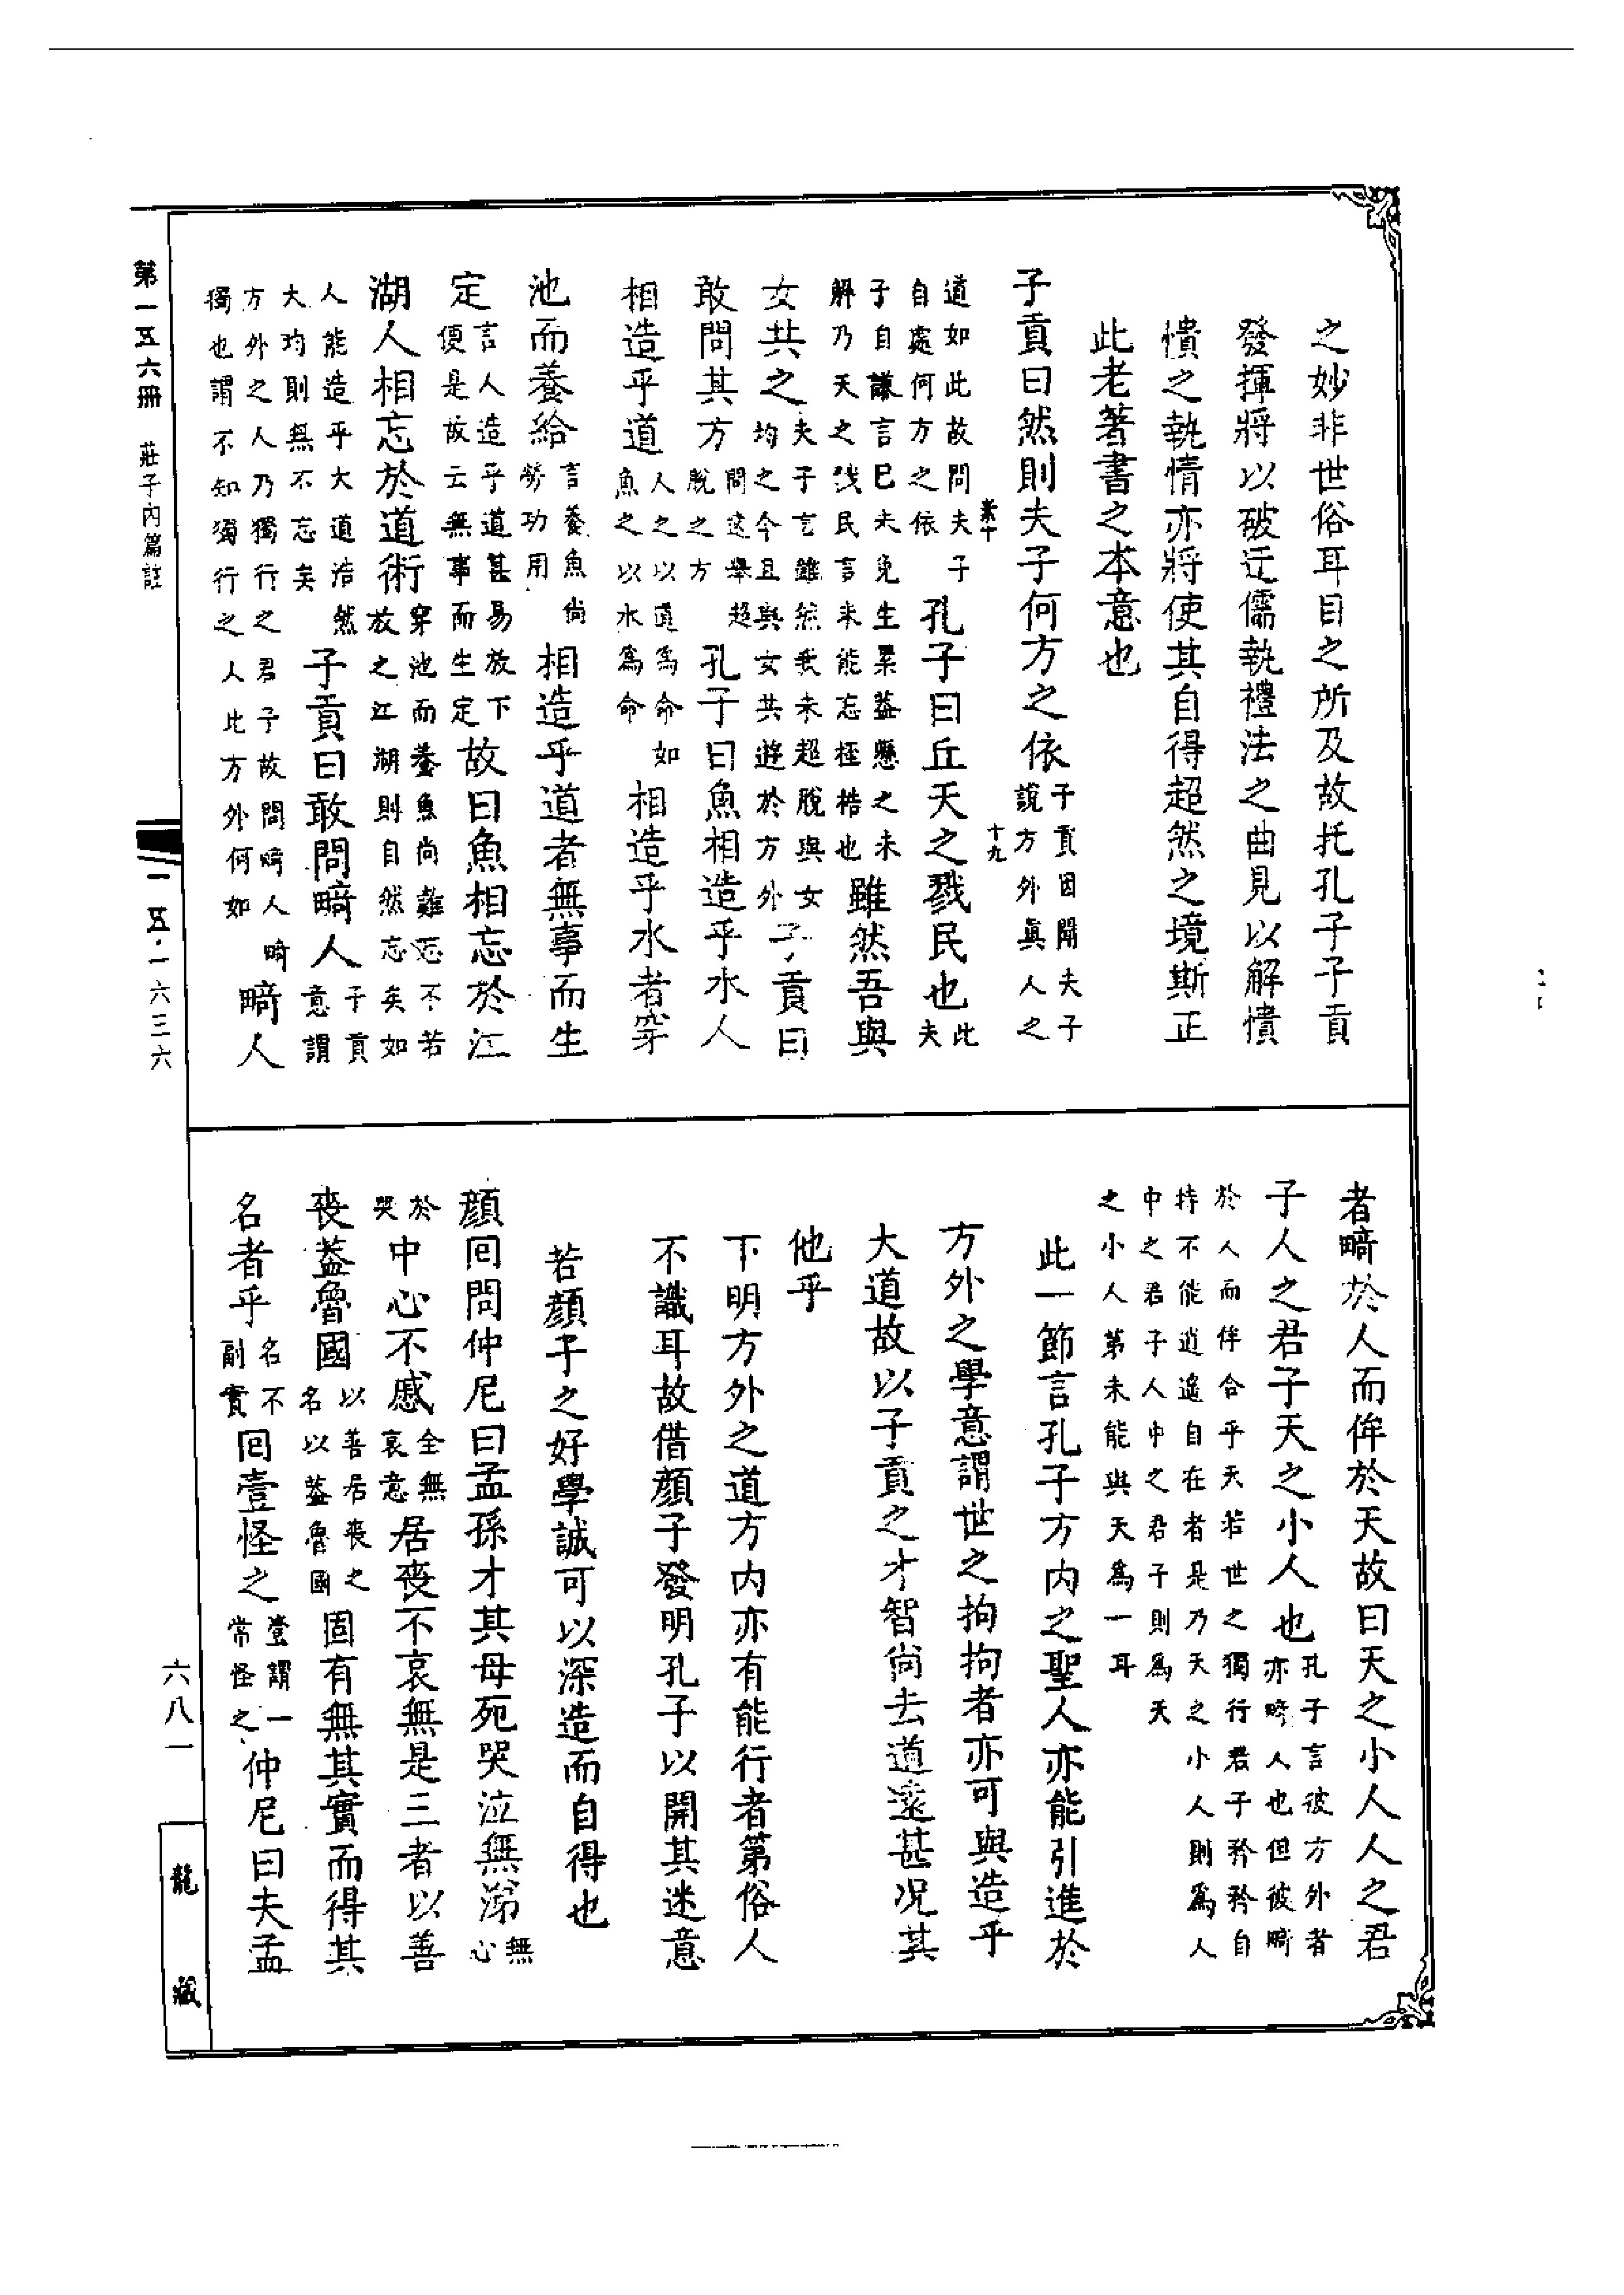 之妙非世俗耳目之所及故托孔子子貢
發揮將以破迂儒執禮法之曲見以解憒
憒之執情亦將使其自得超然之境斯正
此老著書之本意也
子貢曰然則夫子何方之依子貢因聞夫子說方外眞人之
十九
道如此故問夫子自處何方之依孔子曰丘天之戮民也此夫
子自謙言巳未免生累葢懸之未解乃天之戮民言未能忘桎梏也雖然吾與
女共之夫子言雖然我未超脫與女均之今且與女共遊於方外子貢曰
敢問其方問遠舉超脫之方孔子曰魚相造乎水人
相造乎道人之以道為命如魚之以水為命相造乎水者穿
池而養給言養魚尙勞功用相造乎道者無事而生
定言人造乎道甚易放下便是故云無事而生定故曰魚相忘於江
湖人相忘於道術穿池而養魚尚難忘不若放之江湖則自然忘矣如
人能造乎大道浩然大均則無不忘矣子貢曰敢問畸人子貢意謂
方外之人乃獨行之君子故問畸人畸獨也謂不知獨行之人比方外何如畸人
者畸於人而侔於天故曰天之小人人之君
子人之君子天之小人也孔子言彼方外者亦畸人也但彼畸
於人而侔合乎天若世之獨行君子矜矜自持不能逍遙自在者是乃天之小人則為人
中之君子人中之君子則為天之小人第未能與天為一耳
此一節言孔子方內之聖人亦能引進於
方外之學意謂世之拘拘者亦可與造乎
大道故以子貢之才智尙去道遠甚况其
他乎
下明方外之道方內亦有能行者第俗人
不識耳故借顏子發明孔子以開其迷意
若顏子之好學誠可以深造而自得也
顏囘問仲尼曰孟孫才其母死哭泣無涕無心
於哭中心不慼全無哀意居喪不哀無是三者以善
喪葢魯國以善居喪之名以葢魯國固有無其實而得其
名者乎名不副實囘壹怪之壹謂一常怪之仲尼曰夫孟
第一五六冊 莊子內篇註
一五·一六三六
六八一
龍藏